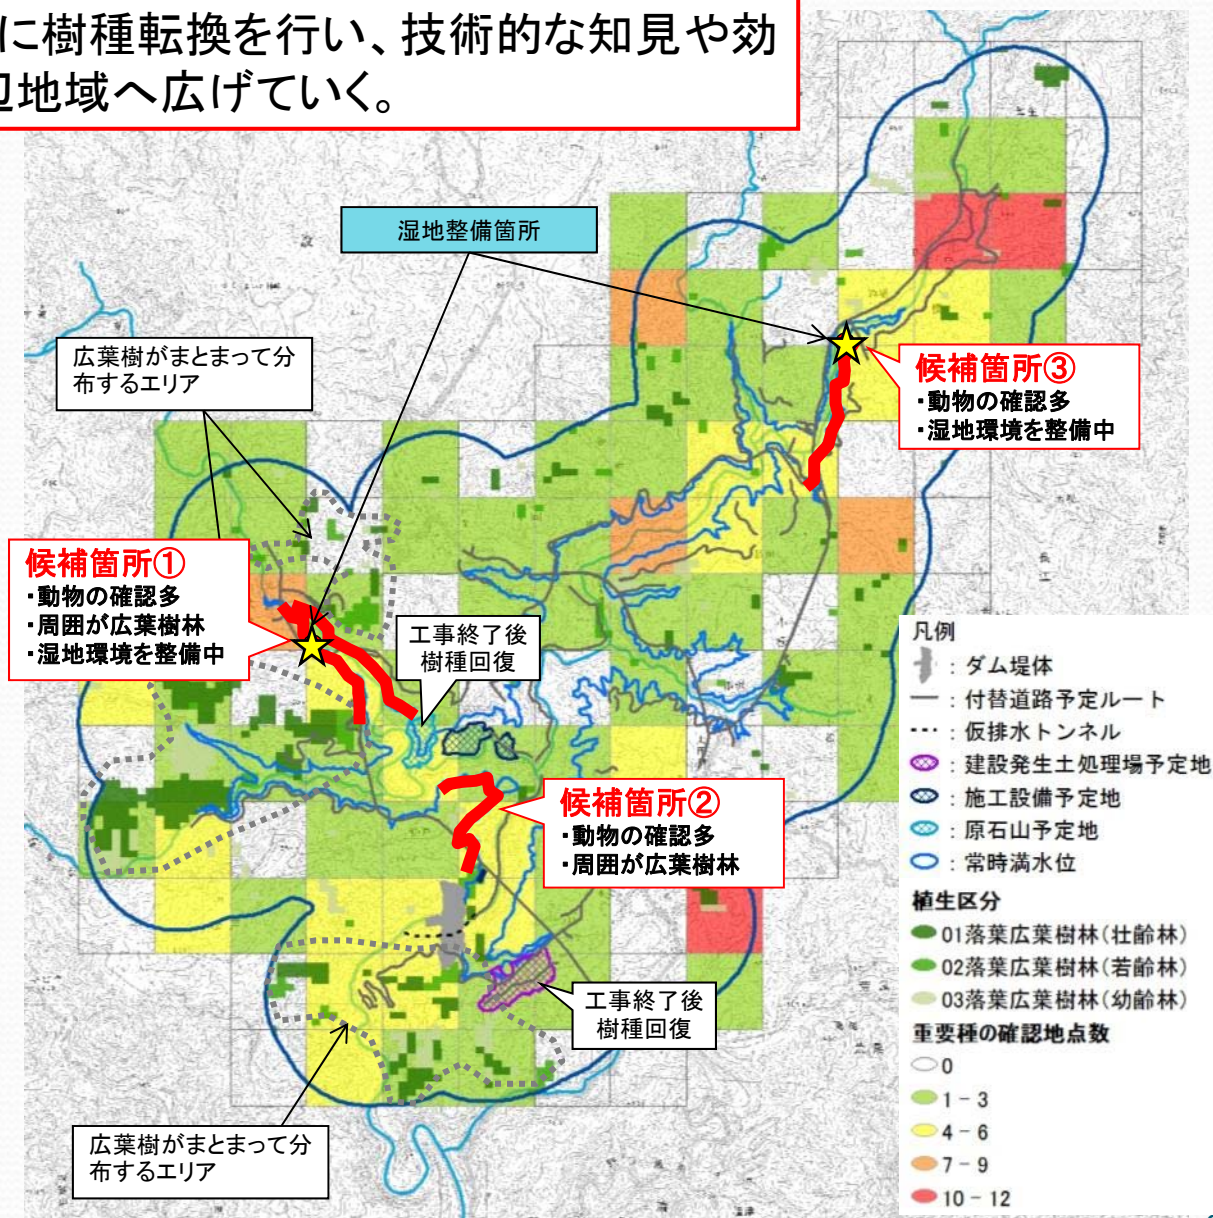 に樹種転換を行い、技術的な知見や効
辺地域へ広げていく。
湿地整備箇所
広葉樹がまとまって分
布するエリア
候補箇所③
・動物の確認多
・湿地環境を整備中
候補箇所①
・動物の確認多
・周囲が広葉樹林
・湿地環境を整備中
工事終了後
樹種回復
候補箇所②
・動物の確認多
・周囲が広葉樹林
工事終了後
樹種回復
広葉樹がまとまって分
布するエリア
凡例
：ダム堤体
：付替道路予定ルート
：仮排水トンネル
：建設発生土処理場予定地
：施工設備予定地
：原石山予定地
：常時満水位
植生区分
01落葉広葉樹林(壮齢林)
02落葉広葉樹林(若齢林)
03落葉広葉樹林(幼齢林)
重要種の確認地点数
0
1 - 3
4 - 6
7 - 9
10 - 12